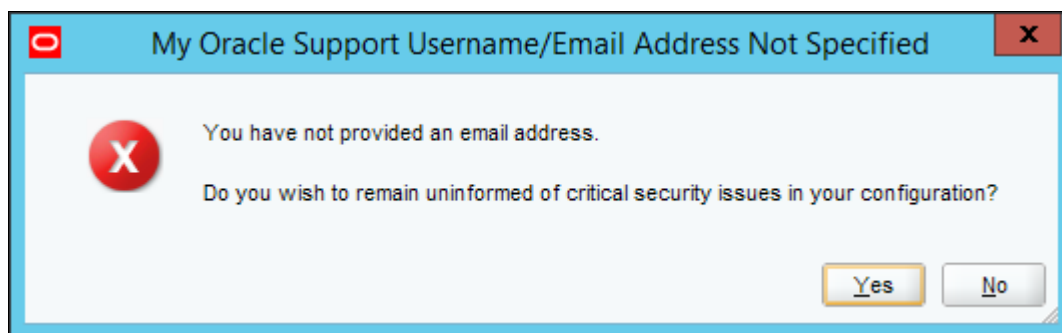 My Oracle Support Username/Email Address Not Specified
You have not provided an email address.
Do you wish to remain uninformed of critical security issues in your configuration?
Yes No